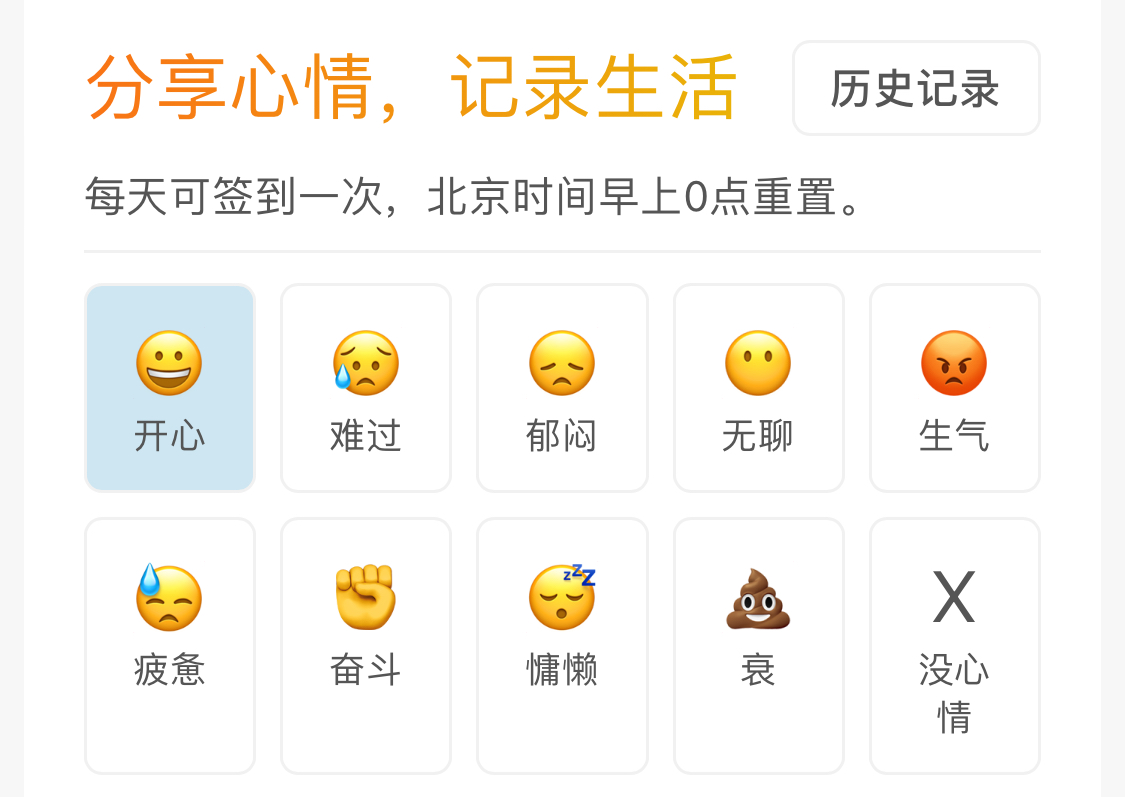 分享心情，记录生活
历史记录
每天可签到一次，北京时间早上0点重置。
开心
难过
郁闷
无聊
生气
疲惫
奋斗
慵懒
衰
X
没心
情